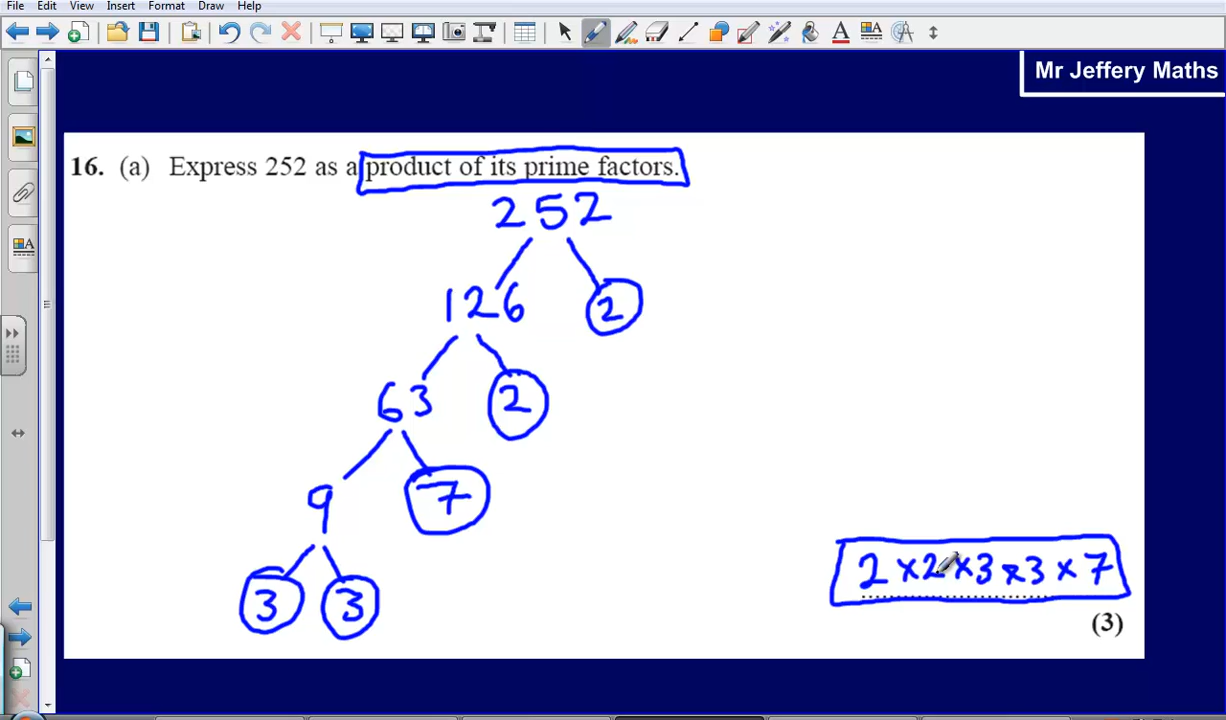 File Edit View Insert Format Draw Help
Mr Jeffery Maths
16. (a) Express 252 as a product of its prime factors.
252
126 2
63 2
9 7
3 3
2 × 2 × 3 × 3 × 7
(3)